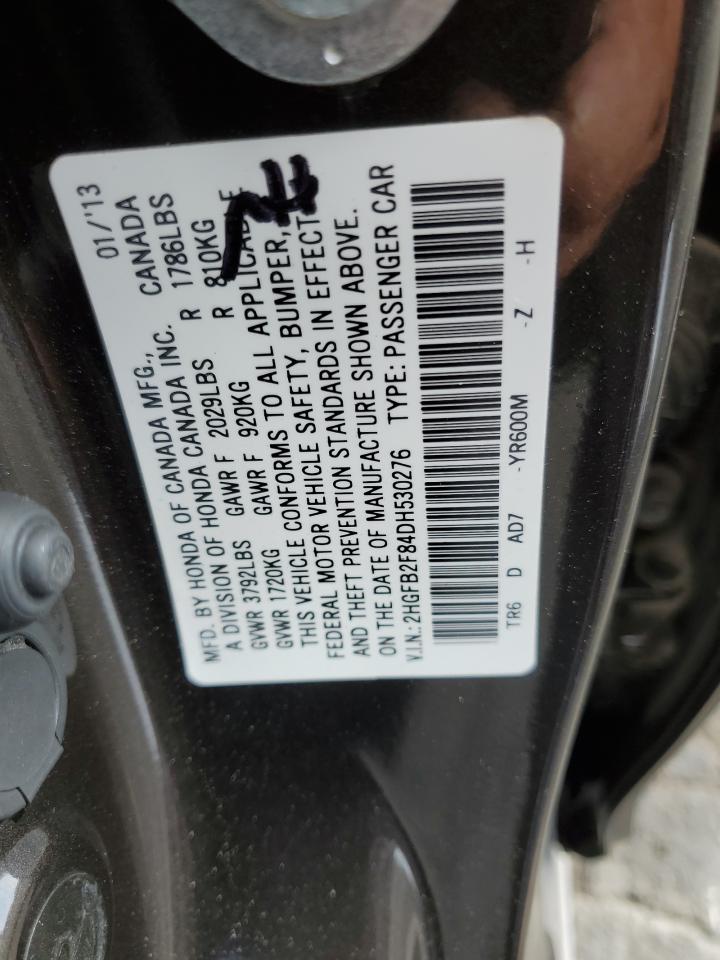 MFD. BY HONDA OF CANADA MFG., 01/'13
A DIVISION OF HONDA CANADA INC. CANADA
GVWR 3792LBS GAWR F 2029LBS R 1786LBS
GVWR 1720KG GAWR F 920KG R 810KG
THIS VEHICLE CONFORMS TO ALL APPLICABLE
FEDERAL MOTOR VEHICLE SAFETY, BUMPER,
AND THEFT PREVENTION STANDARDS IN EFFECT
ON THE DATE OF MANUFACTURE SHOWN ABOVE.
V.I.N.: 2HGFB2F84DH530276 TYPE: PASSENGER CAR
TR6 D AD7 -YR600M -Z -H